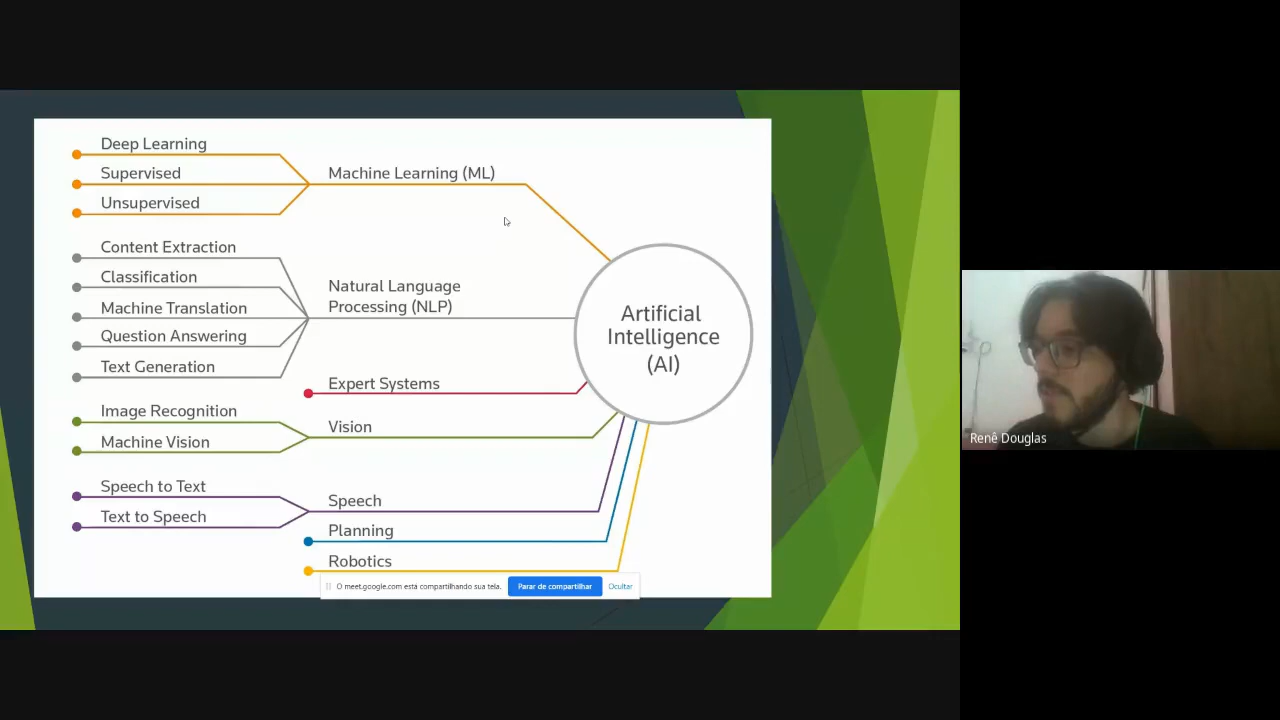 Deep Learning
Supervised
Unsupervised
Machine Learning (ML)
Content Extraction
Classification
Machine Translation
Question Answering
Text Generation
Natural Language
Processing (NLP)
Expert Systems
Image Recognition
Machine Vision
Vision
Speech to Text
Text to Speech
Speech
Planning
Robotics
Artificial
Intelligence
(AI)
O meet.google.com está compartilhando sua tela.
Parar de compartilhar
Ocultar
Renê Douglas